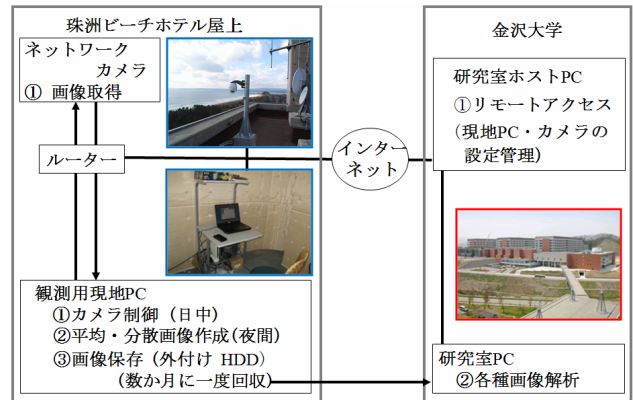 珠洲ビーチホテル屋上
ネットワーク
カメラ
① 画像取得
ルーター
観測用現地PC
①カメラ制御 (日中)
②平均・分散画像作成(夜間)
③画像保存 (外付け HDD)
(数か月に一度回収)
インター
ネット
金沢大学
研究室ホストPC
①リモートアクセス
(現地PC・カメラの
設定管理)
研究室PC
②各種画像解析